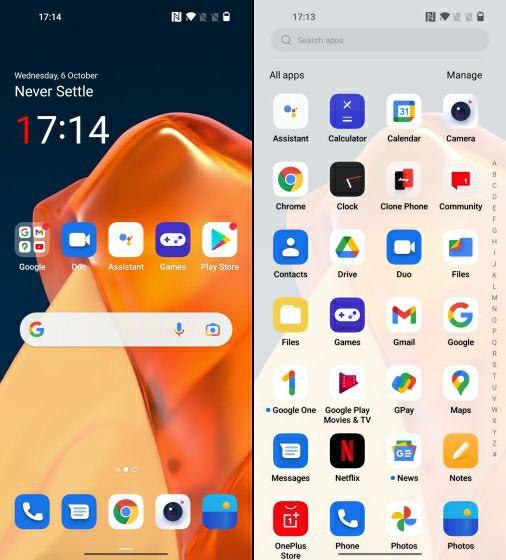 17:14
Wednesday, 6 October
Never Settle
17:14
Google
Duo
Assistant
Games
Play Store
17:13
Search apps
All apps
Manage
Assistant
Calculator
31
Calendar
Camera
Chrome
Clock
Clone Phone
1
Community
Contacts
Drive
Duo
Files
Files
Games
Gmail
Google
Google One
Google Play
Movies & TV
GPay
Maps
Messages
Netflix
News
Notes
OnePlus
Store
Phone
Photos
Photos
A
B
C
D
E
F
G
H
I
J
K
L
M
N
O
P
Q
R
S
T
U
V
W
X
Y
Z
#